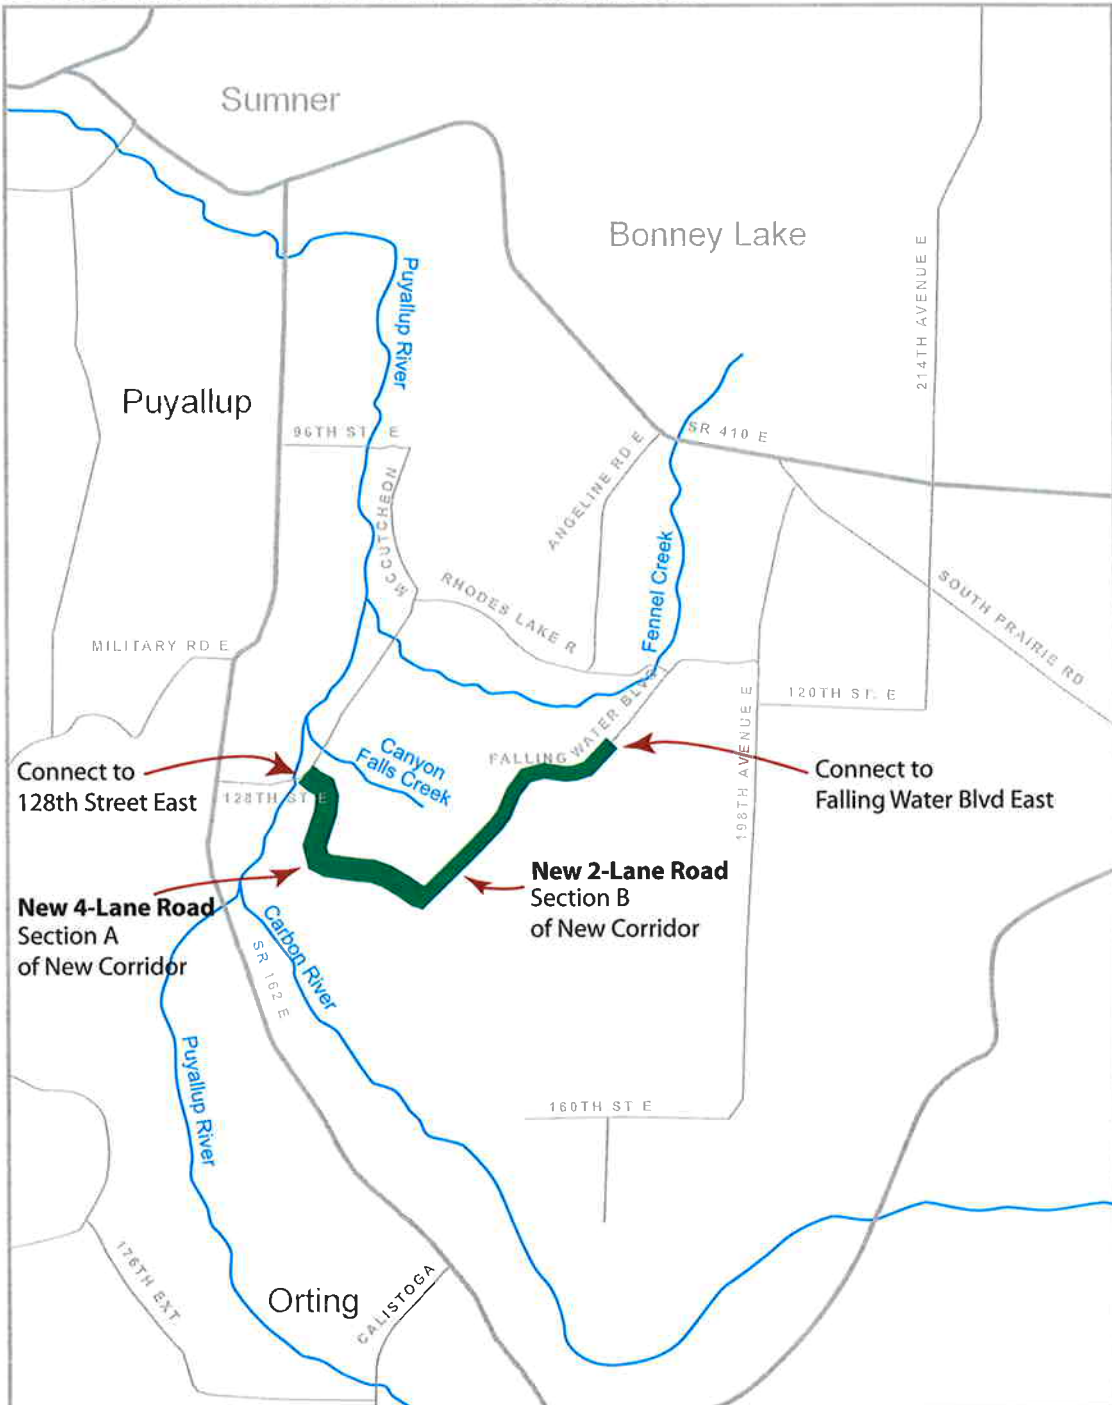 Sumner
Bonney Lake
Puyallup River
214TH AVENUE E
Puyallup
96TH ST E
SR 410 E
ANGELINE RD E
MCCUTCHEON
Fennel Creek
RHODES LAKE R
SOUTH PRAIRIE RD
MILITARY RD E
120TH ST. E
FALLING WATER BLVD
198TH AVENUE E
Canyon
Falls Creek
Connect to
128th Street East
128TH ST E
Connect to
Falling Water Blvd East
New 2-Lane Road
Section B
of New Corridor
New 4-Lane Road
Section A
of New Corridor
Carbon River
SR 162 E
Puyallup River
160TH ST E
176TH EXT
Orting
CALISTOGA